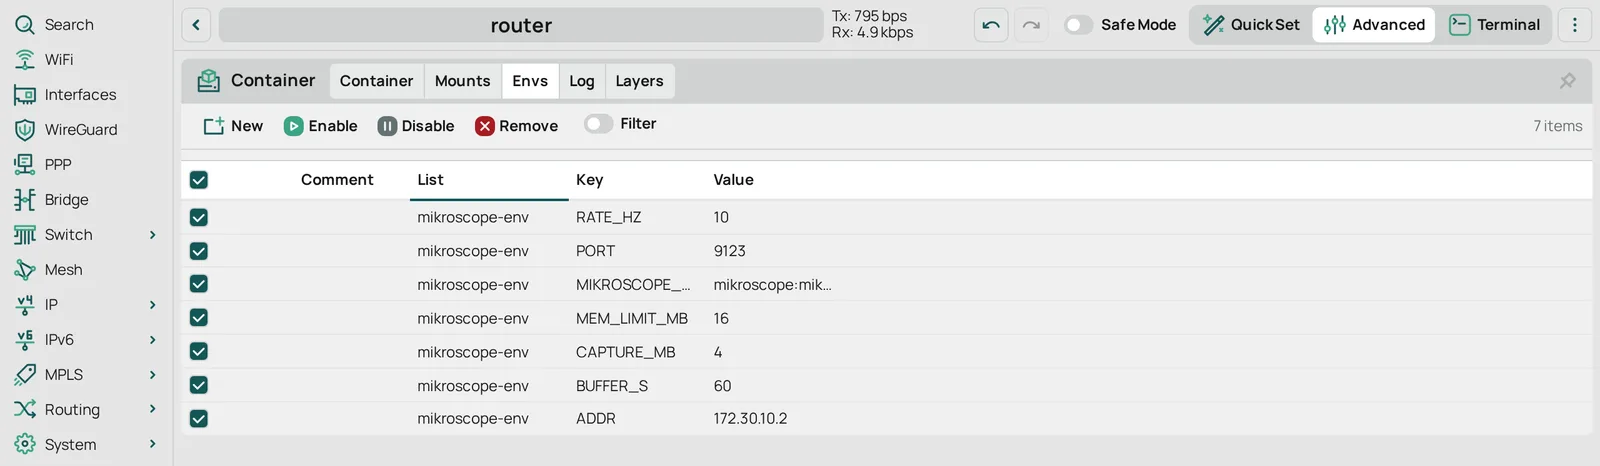 Search
WiFi
Interfaces
WireGuard
PPP
Bridge
Switch
Mesh
v4 IP
v6 IPv6
MPLS
Routing
System
router
Tx: 795 bps
Rx: 4.9 kbps
Safe Mode
Quick Set
Advanced
Terminal
Container
Container Mounts Envs Log Layers
New Enable Disable Remove Filter 7 items
Comment List Key Value
mikroscope-env RATE_HZ 10
mikroscope-env PORT 9123
mikroscope-env MIKROSCOPE_... mikroscope:mik...
mikroscope-env MEM_LIMIT_MB 16
mikroscope-env CAPTURE_MB 4
mikroscope-env BUFFER_S 60
mikroscope-env ADDR 172.30.10.2